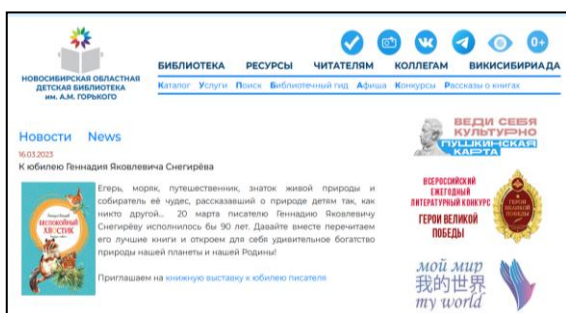 0+
БИБЛИОТЕКА РЕСУРСЫ ЧИТАТЕЛЯМ КОЛЛЕГАМ ВИКИСИБИРИАДА
НОВОСИБИРСКАЯ ОБЛАСТНАЯ
ДЕТСКАЯ БИБЛИОТЕКА
им. А.М. ГОРЬКОГО
Каталог Услуги Поиск Библиотечный гид Афиша Конкурсы Рассказы о книгах
Новости News
16.03.2023
К юбилею Геннадия Яковлевича Снегирёва
БЕСПОКОЙНЫЙ
ХВОСТИК
Егерь, моряк, путешественник, знаток живой природы и
собиратель её чудес, рассказавший о природе детям так, как
никто другой... 20 марта писателю Геннадию Яковлевичу
Снегирёву исполнилось бы 90 лет. Давайте вместе перечитаем
его лучшие книги и откроем для себя удивительное богатство
природы нашей планеты и нашей Родины!
Приглашаем на книжную выставку к юбилею писателя
ВЕДИ СЕБЯ
КУЛЬТУРНО
ПУШКИНСКАЯ
КАРТА
ВСЕРОССИЙСКИЙ
ЕЖЕГОДНЫЙ
ЛИТЕРАТУРНЫЙ КОНКУРС
ГЕРОИ ВЕЛИКОЙ
ПОБЕДЫ
ГЕРОИ
ВЕЛИКОЙ
ПОБЕДЫ
мой мир
我的世界
my world